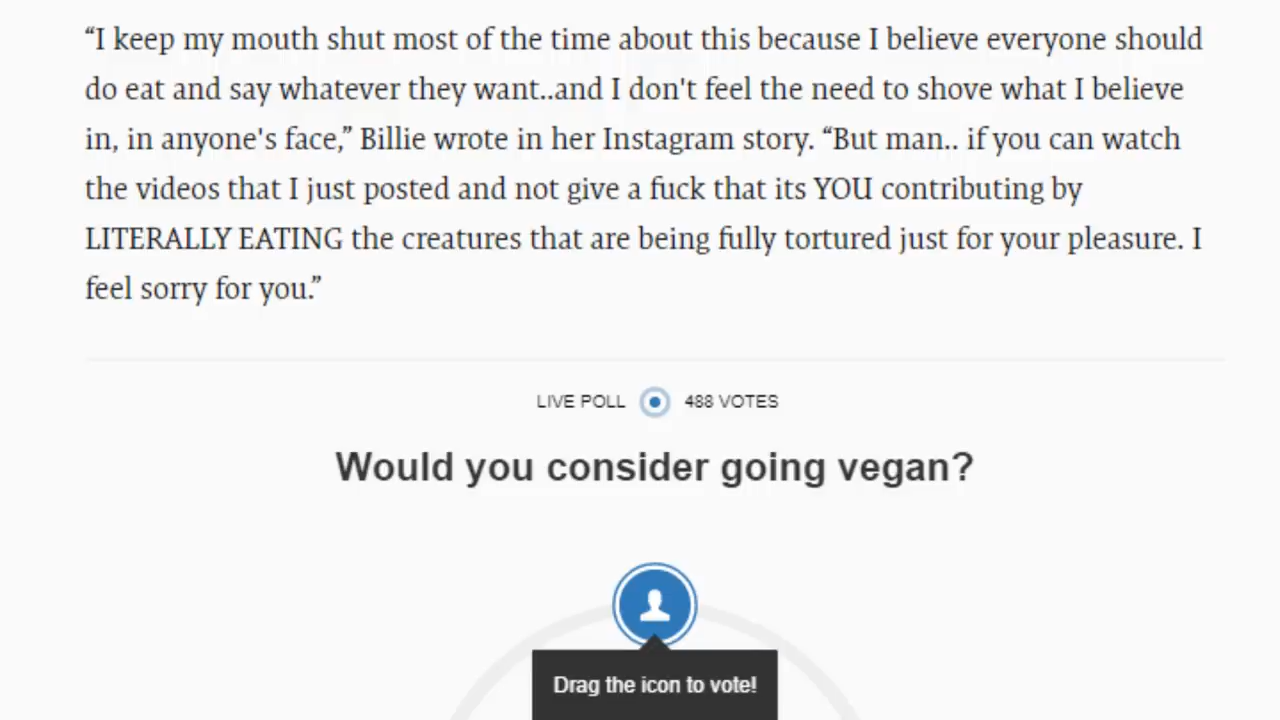 “I keep my mouth shut most of the time about this because I believe everyone should
do eat and say whatever they want..and I don't feel the need to shove what I believe
in, in anyone's face,” Billie wrote in her Instagram story. “But man.. if you can watch
the videos that I just posted and not give a fuck that its YOU contributing by
LITERALLY EATING the creatures that are being fully tortured just for your pleasure. I
feel sorry for you.”
LIVE POLL 488 VOTES
Would you consider going vegan?
Drag the icon to vote!